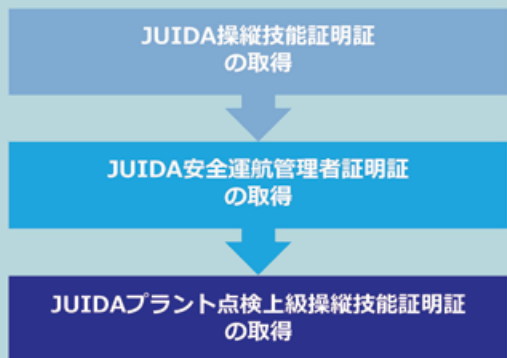 JUIDA操縦技能証明証
の取得
JUIDA安全運航管理者証明証
の取得
JUIDAプラント点検上級操縦技能証明証
の取得